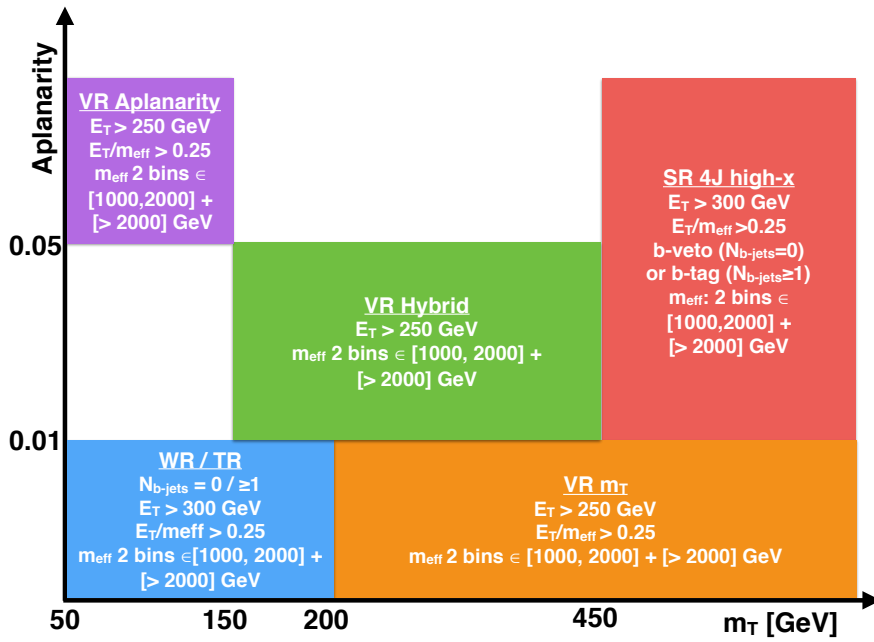 Aplanarity
VR Aplanarity
E_T > 250 GeV
E_T/m_eff > 0.25
m_eff 2 bins ∈
[1000,2000] +
[> 2000] GeV
SR 4J high-x
E_T > 300 GeV
E_T/m_eff >0.25
b-veto (N_b-jets=0)
or b-tag (N_b-jets≥1)
m_eff: 2 bins ∈
[1000,2000] +
[> 2000] GeV
0.05
VR Hybrid
E_T > 250 GeV
m_eff 2 bins ∈ [1000, 2000] +
[> 2000] GeV
0.01
WR / TR
N_b-jets = 0 / ≥1
E_T > 300 GeV
E_T/meff > 0.25
m_eff 2 bins ∈[1000, 2000] +
[> 2000] GeV
VR m_T
E_T > 250 GeV
E_T/m_eff > 0.25
m_eff 2 bins ∈ [1000, 2000] + [> 2000] GeV
50 150 200 450 m_T [GeV]